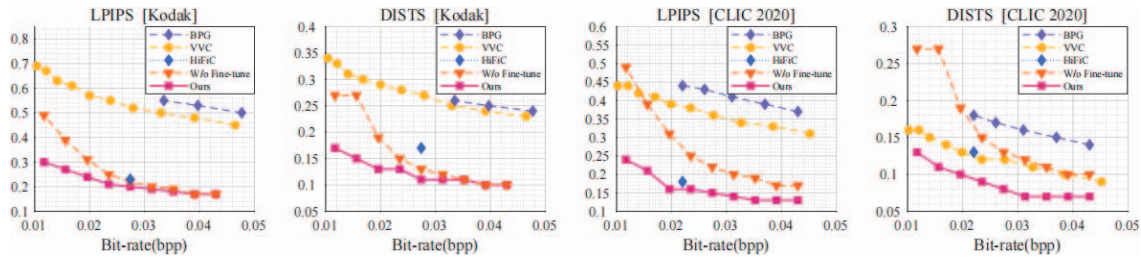 LPIPS [Kodak]
0.8
0.7
0.6
0.5
0.4
0.3
0.2
0.1
0.01
0.02
0.03
0.04
0.05
Bit-rate(bpp)
BPG
VVC
HiFiC
W/o Fine-tune
Ours
DISTS [Kodak]
0.4
0.35
0.3
0.25
0.2
0.15
0.1
0.05
0.01
0.02
0.03
0.04
0.05
Bit-rate(bpp)
BPG
VVC
HiFiC
W/o Fine-tune
Ours
LPIPS [CLIC 2020]
0.6
0.55
0.5
0.45
0.4
0.35
0.3
0.25
0.2
0.15
0.1
0.01
0.02
0.03
0.04
0.05
Bit-rate(bpp)
BPG
VVC
HiFiC
W/o Fine-tune
Ours
DISTS [CLIC 2020]
0.3
0.25
0.2
0.15
0.1
0.05
0.01
0.02
0.03
0.04
0.05
Bit-rate(bpp)
BPG
VVC
HiFiC
W/o Fine-tune
Ours